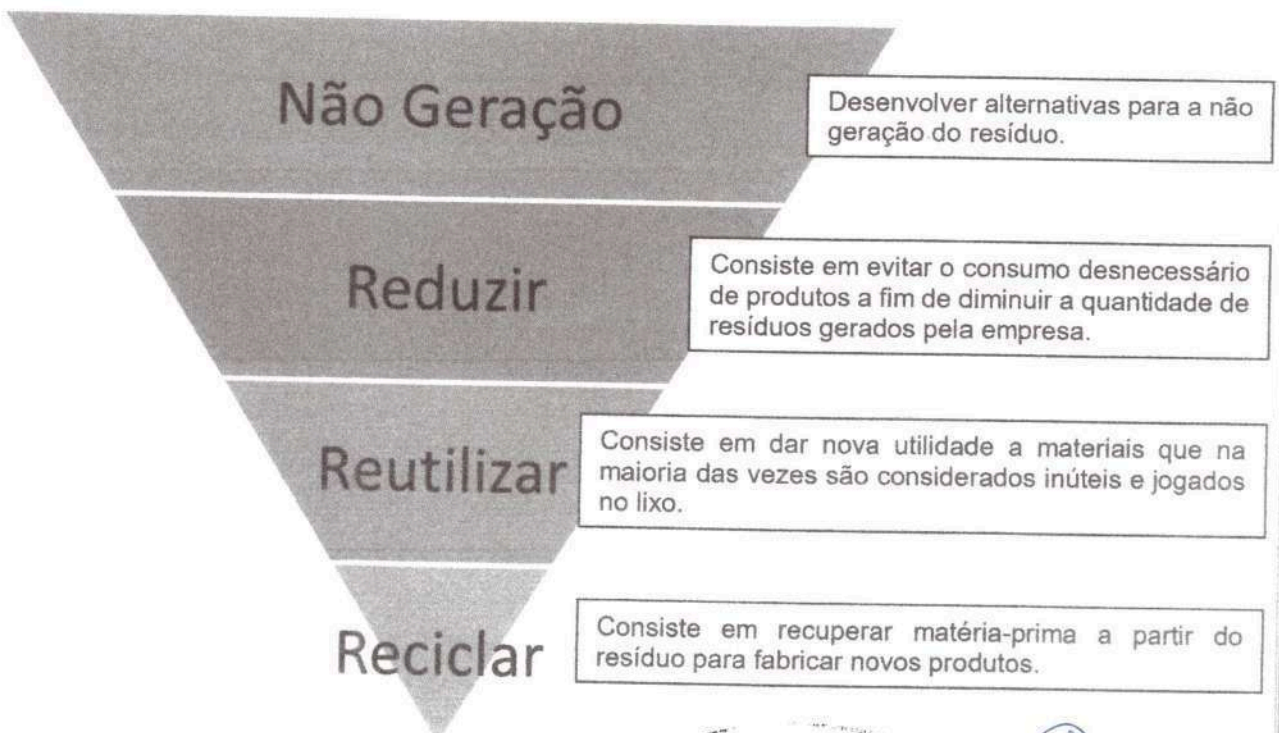 Não Geração
Desenvolver alternativas para a não
geração do resíduo.
Reduzir
Consiste em evitar o consumo desnecessário
de produtos a fim de diminuir a quantidade de
resíduos gerados pela empresa.
Reutilizar
Consiste em dar nova utilidade a materiais que na
maioria das vezes são considerados inúteis e jogados
no lixo.
Reciclar
Consiste em recuperar matéria-prima a partir do
resíduo para fabricar novos produtos.